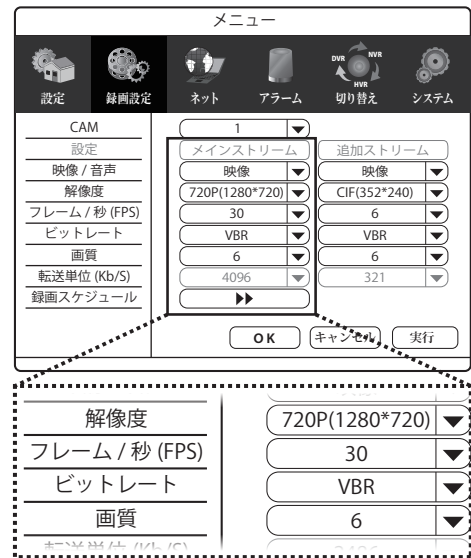 メニュー
DVR NVR
HVR
設定 録画設定 ネット アラーム 切り替え システム
CAM 1
設定 メインストリーム 追加ストリーム
映像 / 音声 映像 映像
解像度 720P(1280*720) CIF(352*240)
フレーム / 秒 (FPS) 30 6
ビットレート VBR VBR
画質 6 6
転送単位 (Kb/S) 4096 321
録画スケジュール
OK キャンセル 実行
解像度 720P(1280*720)
フレーム / 秒 (FPS) 30
ビットレート VBR
画質 6
転送単位 (Kb/S)